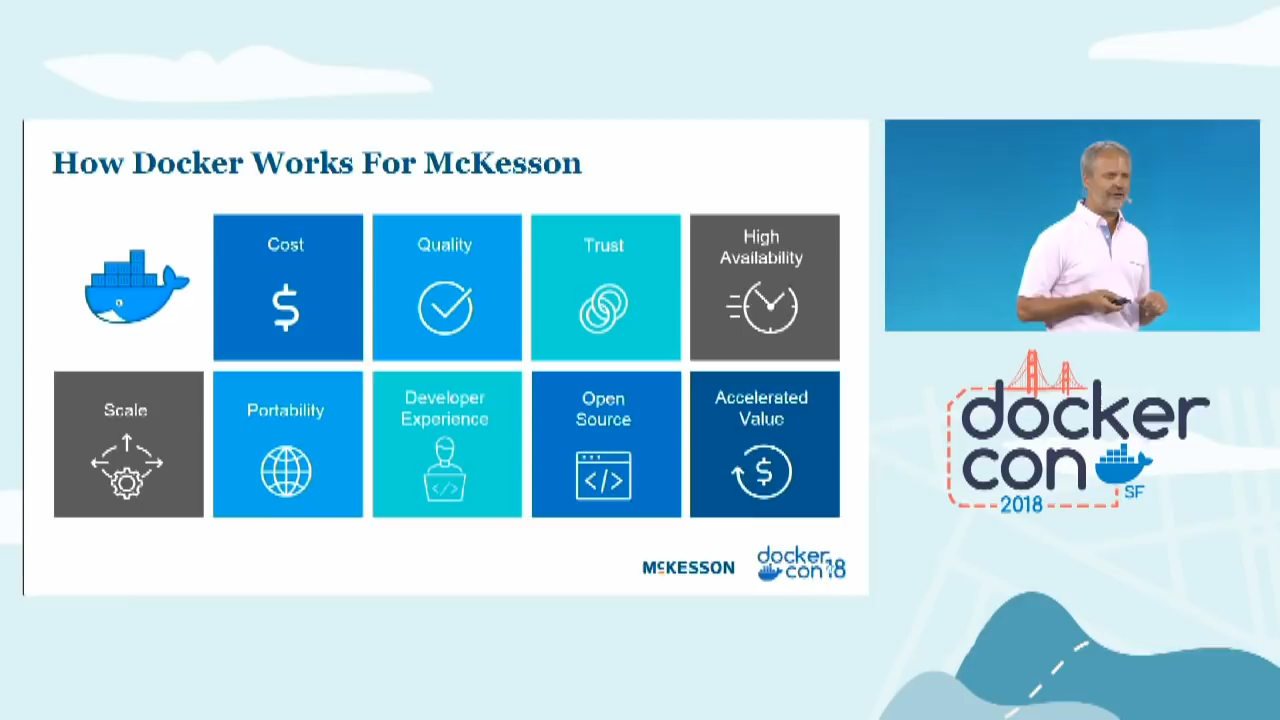 How Docker Works For McKesson
Cost
Quality
Trust
High
Availability
Scale
Portability
Developer
Experience
Open
Source
Accelerated
Value
MCKESSON
docker
con18
docker
con
2018
SF